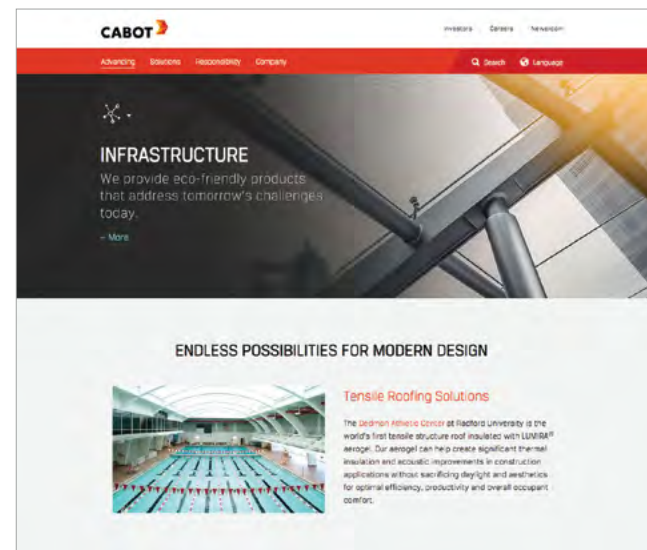 CABOT
Investors Careers Newsroom
Advancing Solutions Responsibility Company
Search Language
INFRASTRUCTURE
We provide eco-friendly products
that address tomorrow's challenges
today.
– More
ENDLESS POSSIBILITIES FOR MODERN DESIGN
Tensile Roofing Solutions
The Dedmon Athletic Center at Radford University is the
world's first tensile structure roof insulated with LUMIRA®
aerogel. Our aerogel can help create significant thermal
insulation and acoustic improvements in construction
applications without sacrificing daylight and aesthetics
for optimal efficiency, productivity and overall occupant
comfort.